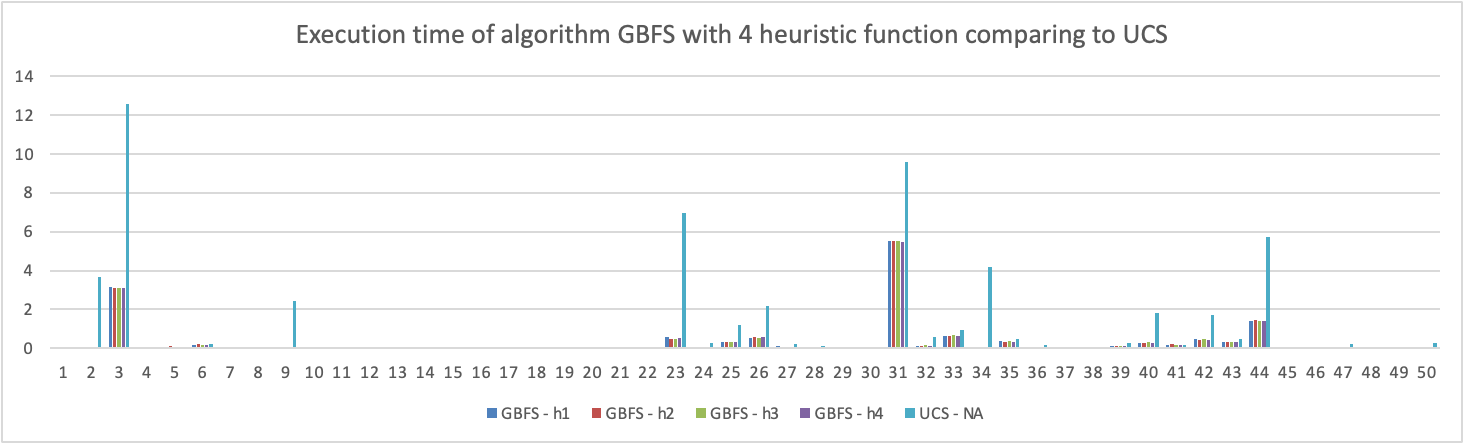 Execution time of algorithm GBFS with 4 heuristic function comparing to UCS
14
12
10
8
6
4
2
0
1 2 3 4 5 6 7 8 9 10 11 12 13 14 15 16 17 18 19 20 21 22 23 24 25 26 27 28 29 30 31 32 33 34 35 36 37 38 39 40 41 42 43 44 45 46 47 48 49 50
GBFS - h1 GBFS - h2 GBFS - h3 GBFS - h4 UCS - NA